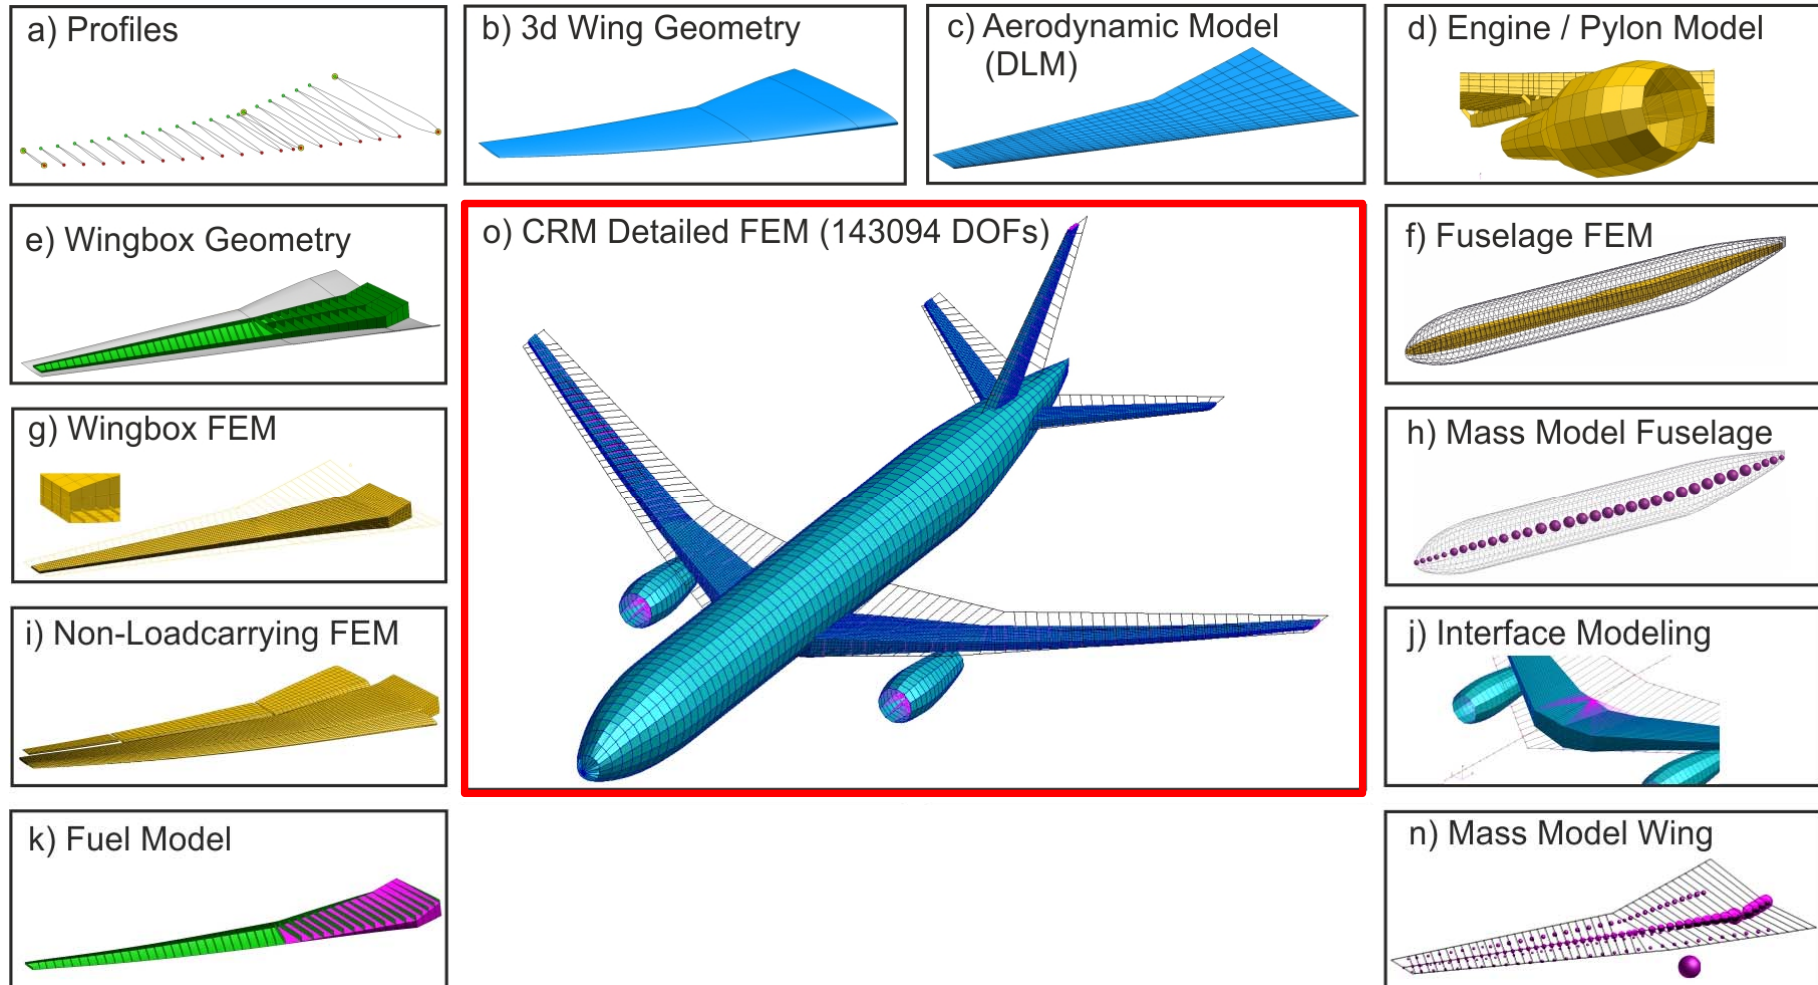 a) Profiles
b) 3d Wing Geometry
c) Aerodynamic Model
(DLM)
d) Engine / Pylon Model
e) Wingbox Geometry
o) CRM Detailed FEM (143094 DOFs)
f) Fuselage FEM
g) Wingbox FEM
h) Mass Model Fuselage
i) Non-Loadcarrying FEM
j) Interface Modeling
k) Fuel Model
n) Mass Model Wing